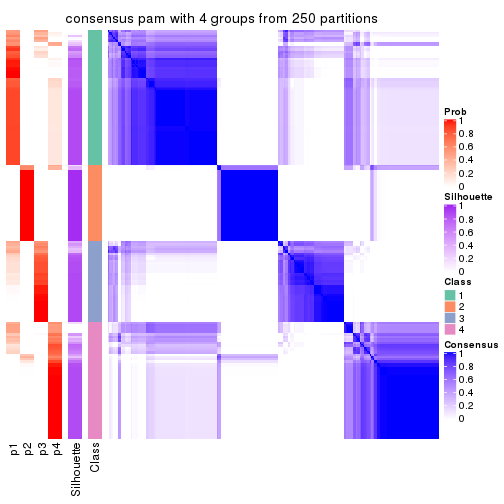 consensus pam with 4 groups from 250 partitions
Prob
1
0.8
0.6
0.4
0.2
0
Silhouette
1
0.8
0.6
0.4
0.2
0
Class
1
2
3
4
Consensus
1
0.8
0.6
0.4
0.2
0
p1
p2
p3
p4
Silhouette
Class